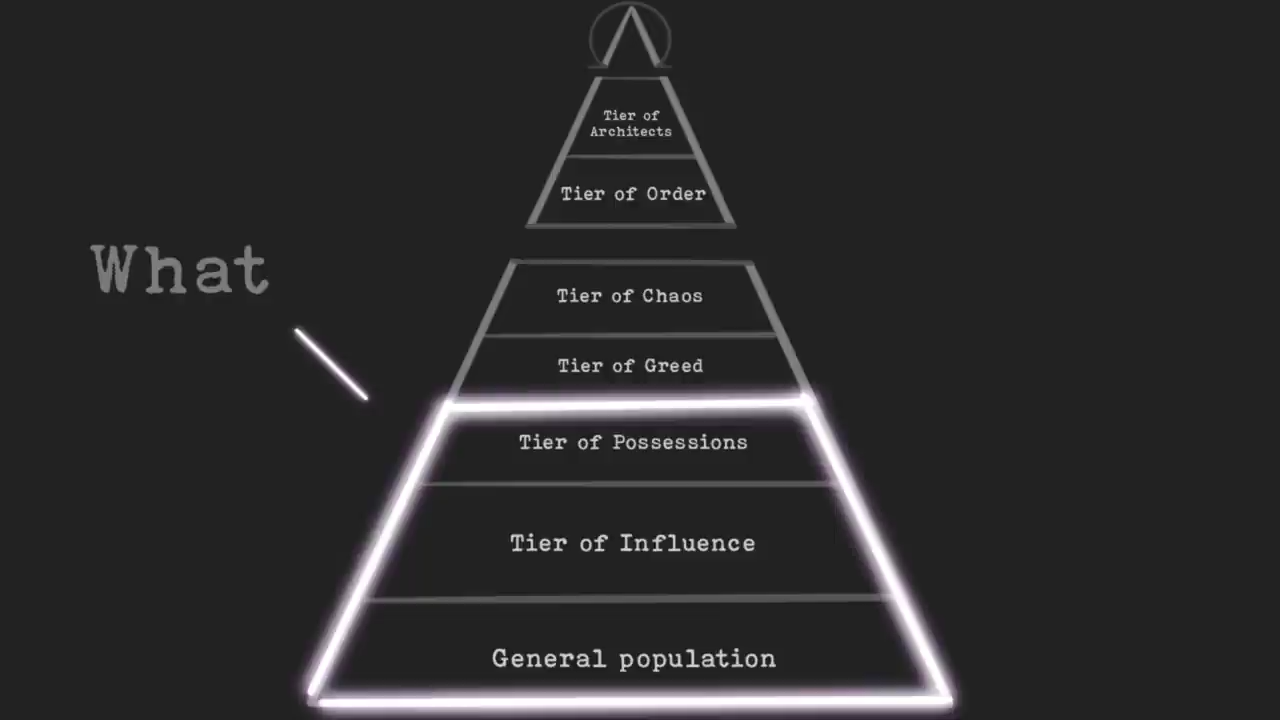 Tier of
Architects
Tier of Order
What
Tier of Chaos
Tier of Greed
Tier of Possessions
Tier of Influence
General population